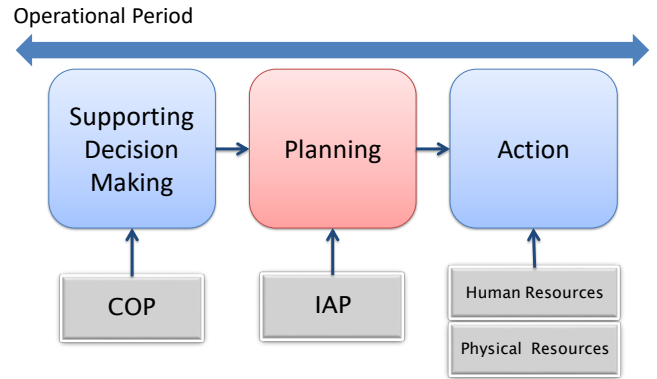 Operational Period
Supporting
Decision
Making
Planning
Action
COP
IAP
Human Resources
Physical Resources